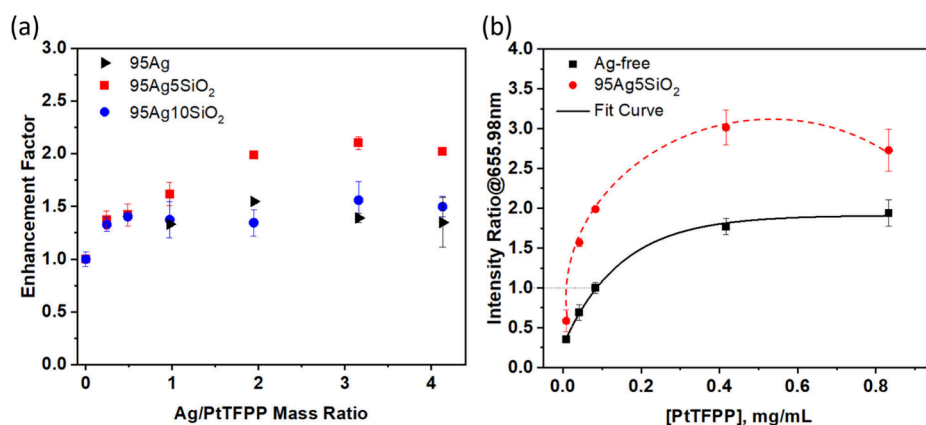 (a)
3.0
2.5
2.0
1.5
1.0
0.5
0.0
Enhancement Factor
95Ag
95Ag5SiO₂
95Ag10SiO₂
0 1 2 3 4
Ag/PtTFPP Mass Ratio
(b)
4.0
3.5
3.0
2.5
2.0
1.5
1.0
0.5
0.0
Intensity Ratio@655.98nm
Ag-free
95Ag5SiO₂
Fit Curve
0.0 0.2 0.4 0.6 0.8
[PtTFPP], mg/mL